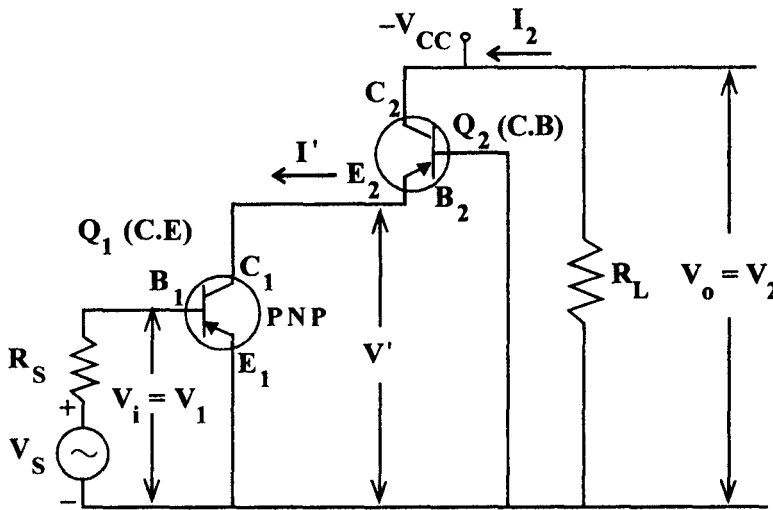 –V_CC
I_2
C_2
Q_2 (C.B)
I'
E_2
B_2
Q_1 (C.E)
B_1
C_1
PNP
R_L
V_o = V_2
R_S
E_1
V'
+
V_i = V_1
V_S
–